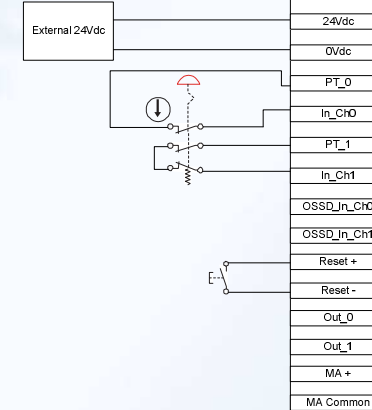 External 24Vdc
24Vdc
0Vdc
PT_0
In_Ch0
PT_1
In_Ch1
OSSD_In_Ch0
OSSD_In_Ch1
Reset +
Reset -
Out_0
Out_1
MA +
MA Common